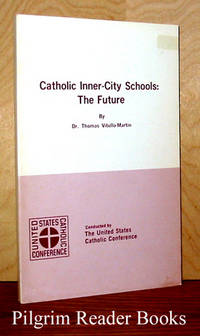 Catholic Inner-City Schools:
The Future
By
Dr. Thomas Vitullo-Martin
UNITED
STATES
CATHOLIC
CONFERENCE
Conducted by
The United States
Catholic Conference
Pilgrim Reader Books